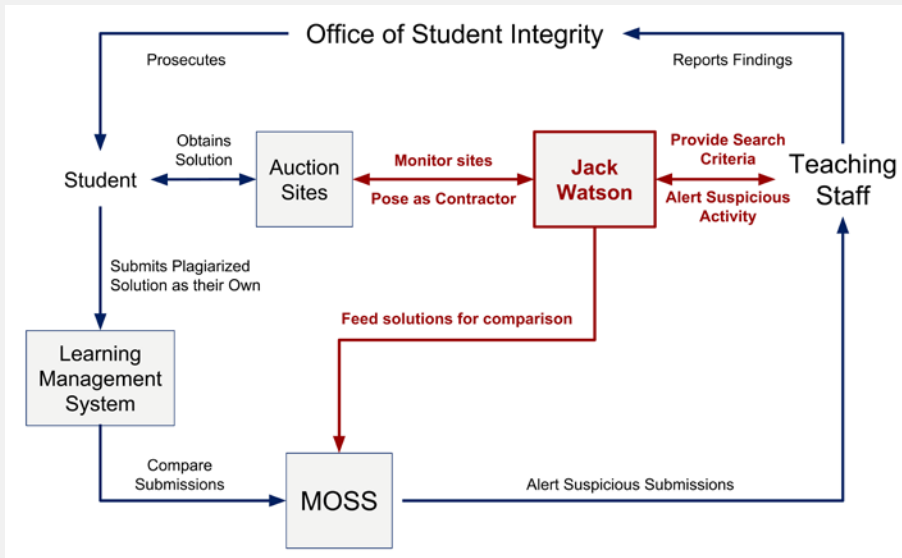 Office of Student Integrity
Prosecutes
Reports Findings
Obtains
Solution
Student
Auction
Sites
Monitor sites
Pose as Contractor
Jack
Watson
Provide Search
Criteria
Alert Suspicious
Activity
Teaching
Staff
Submits Plagiarized
Solution as their Own
Feed solutions for comparison
Learning
Management
System
Compare
Submissions
MOSS
Alert Suspicious Submissions